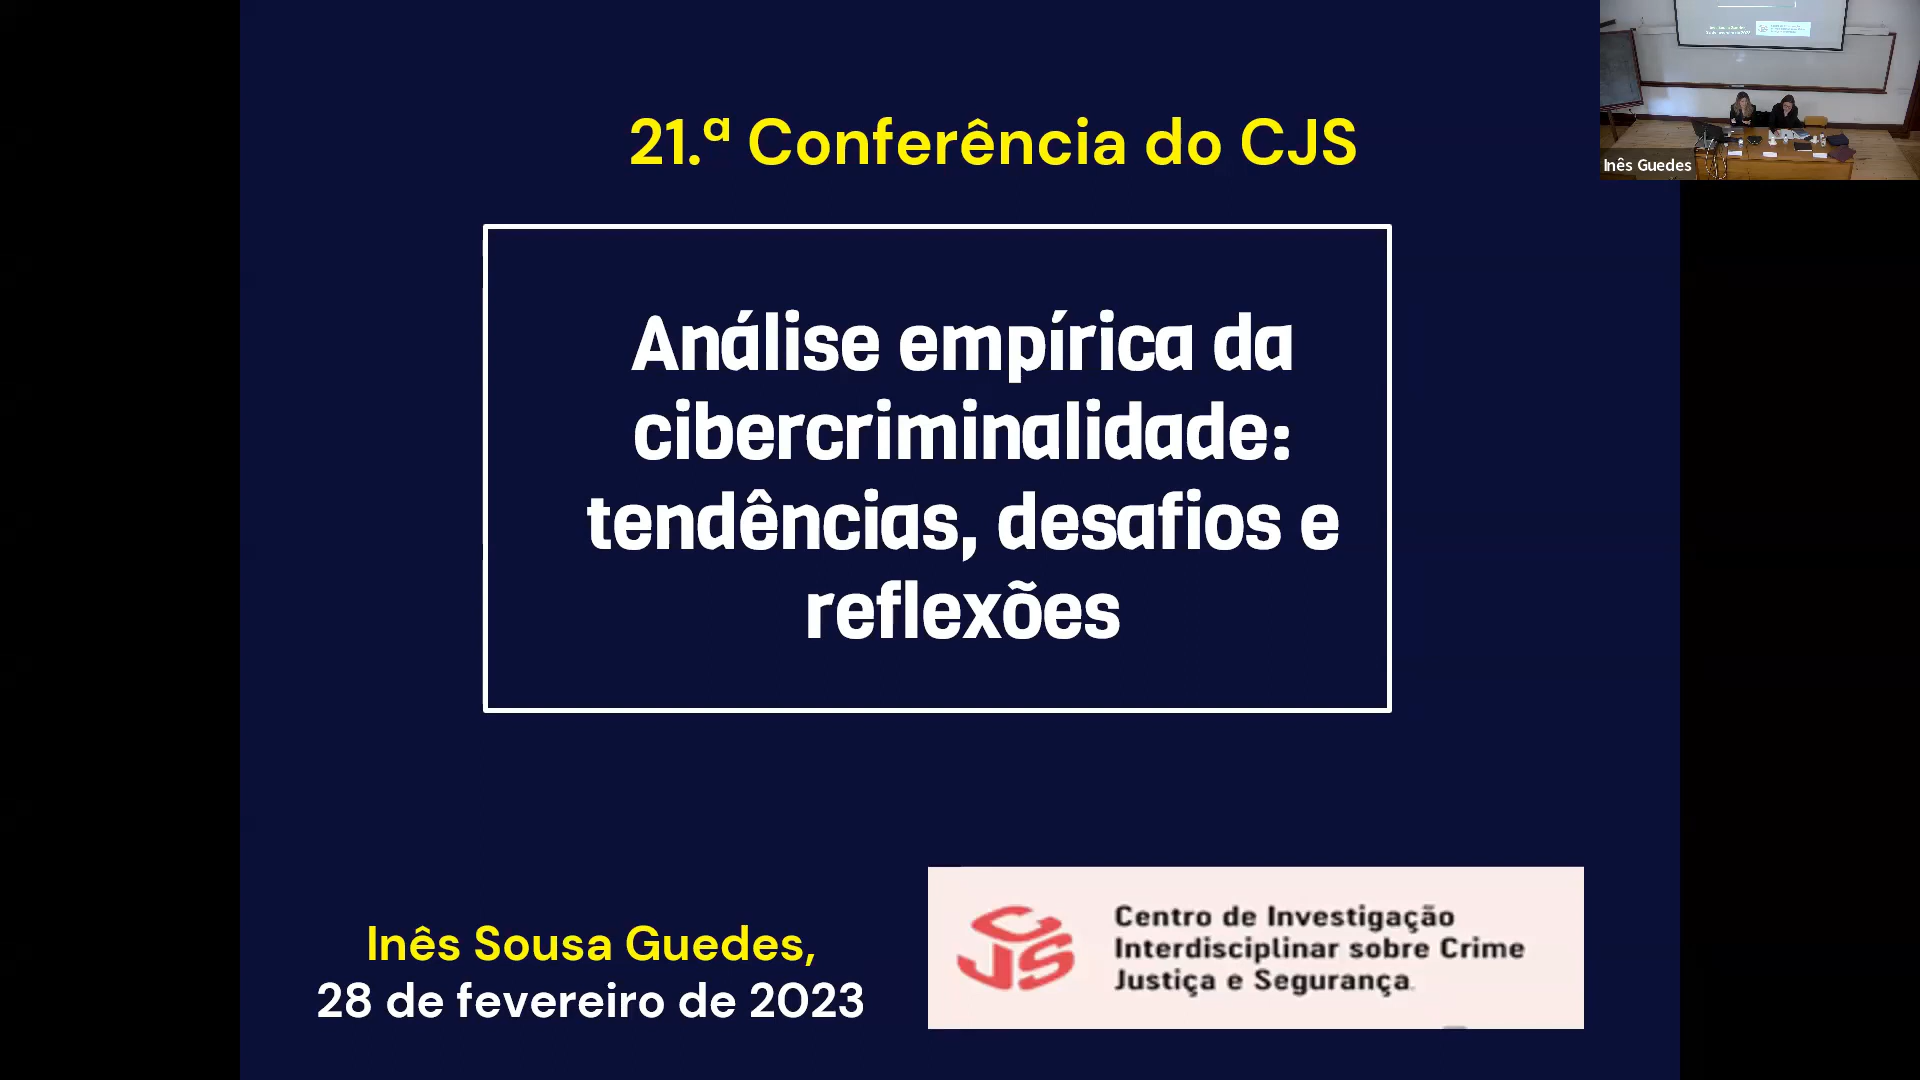 21.ª Conferência do CJS
Inês Guedes
Análise empírica da
cibercriminalidade:
tendências, desafios e
reflexões
Inês Sousa Guedes,
28 de fevereiro de 2023
CJS
Centro de Investigação
Interdisciplinar sobre Crime
Justiça e Segurança